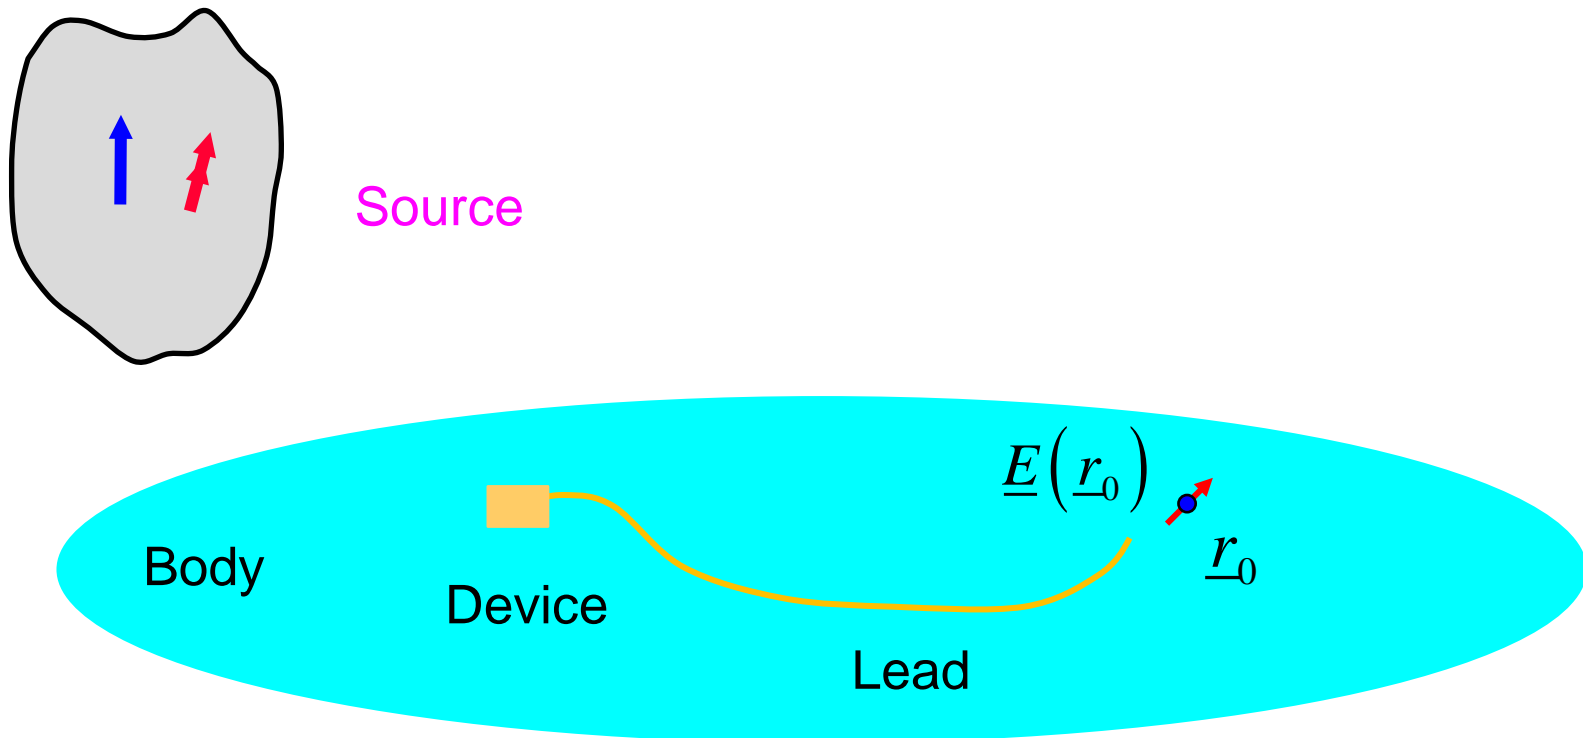 Source
E(r₀)
r₀
Body
Device
Lead